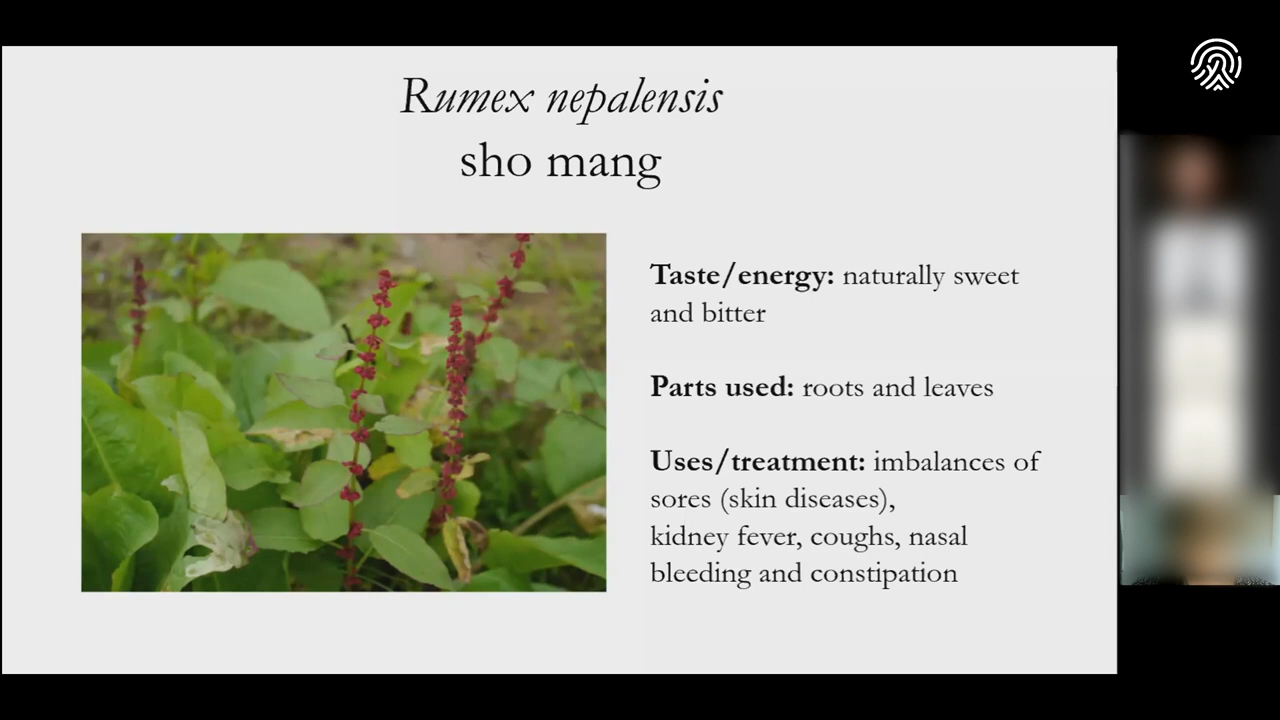 Rumex nepalensis
sho mang
Taste/energy: naturally sweet
and bitter
Parts used: roots and leaves
Uses/treatment: imbalances of
sores (skin diseases),
kidney fever, coughs, nasal
bleeding and constipation